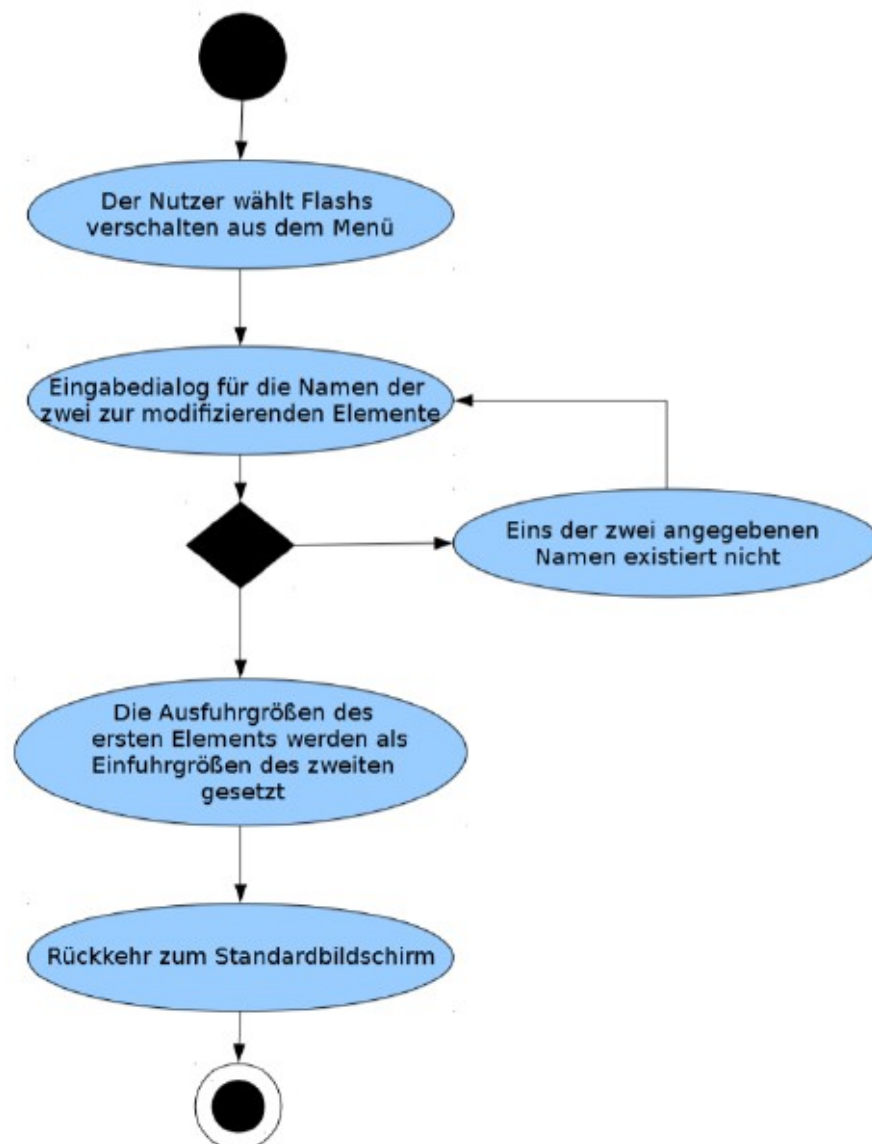 Der Nutzer wählt Flashs
verschalten aus dem Menü
Eingabedialog für die Namen der
zwei zur modifizierenden Elemente
Eins der zwei angegebenen
Namen existiert nicht
Die Ausfuhrgrößen des
ersten Elements werden als
Einfuhrgrößen des zweiten
gesetzt
Rückkehr zum Standardbildschirm